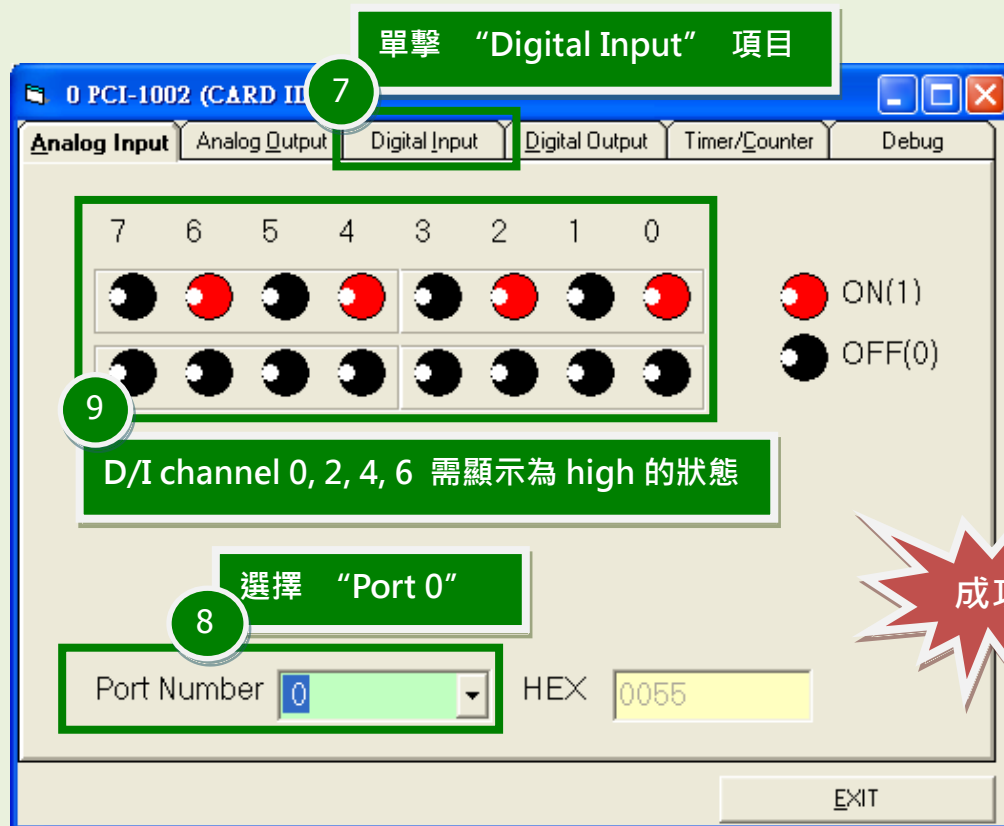 單擊 “Digital Input” 項目
7
0 PCI-1002 (CARD ID
Analog Input Analog Output Digital Input Digital Output Timer/Counter Debug
7 6 5 4 3 2 1 0
ON(1)
OFF(0)
9
D/I channel 0, 2, 4, 6 需顯示為 high 的狀態
選擇 “Port 0”
8
成功
Port Number 0 HEX 0055
EXIT